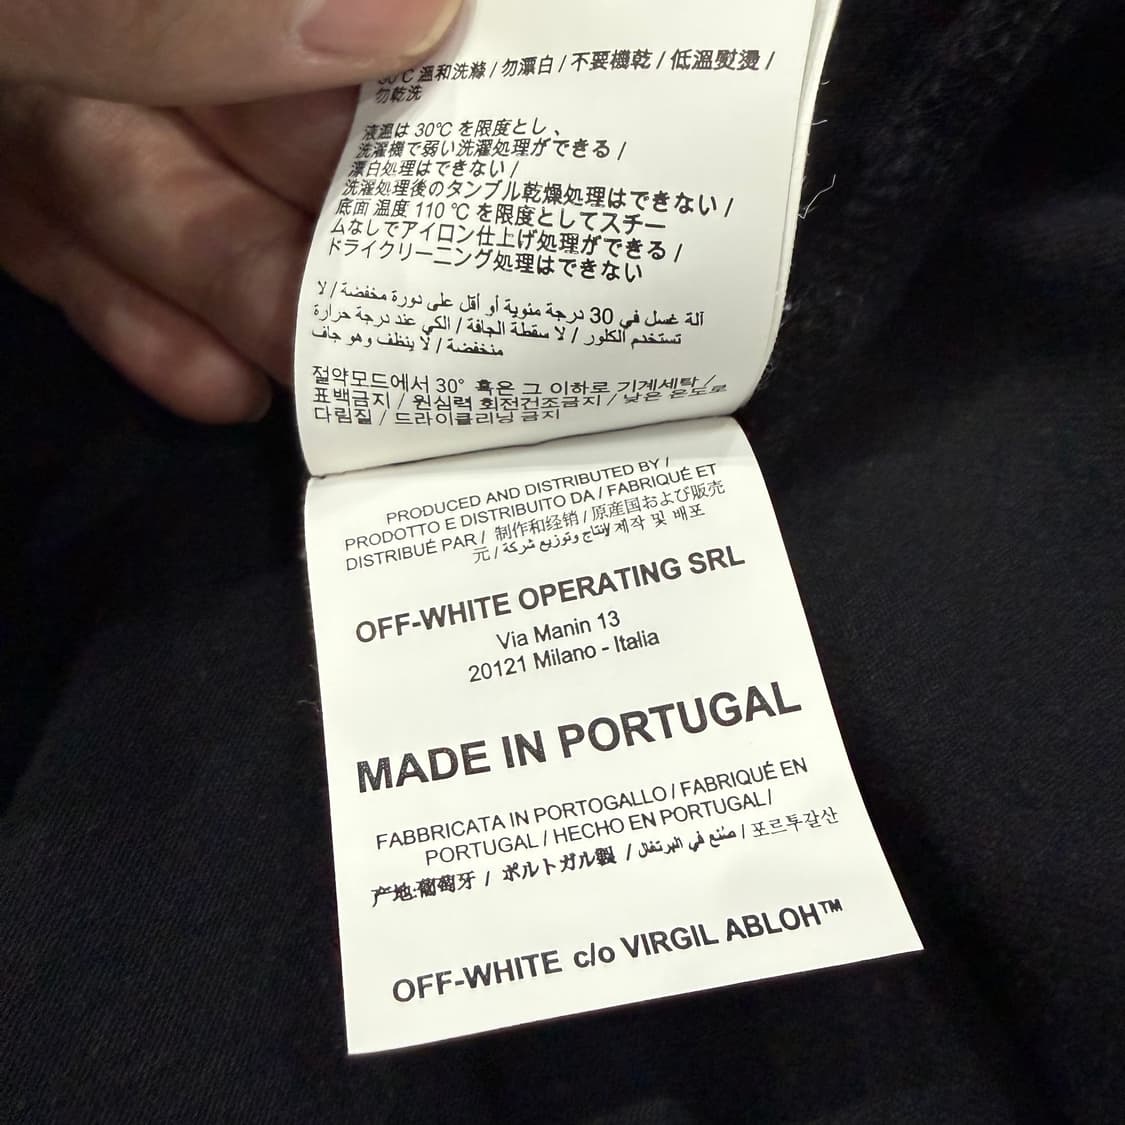 30°C 溫和洗滌 / 勿漂白 / 不要機乾 / 低溫熨燙 /
勿乾洗
液温は 30℃ を限度とし、
洗濯機で弱い洗濯処理ができる /
漂白処理はできない /
洗濯処理後のタンブル乾燥処理はできない /
底面 温度 110 ℃ を限度としてスチー
ムなしでアイロン仕上げ処理ができる /
ドライクリーニング処理はできない
آلة غسل في 30 درجة مئوية أو أقل على دورة مخفضة / لا
تستخدم الكلور / لا سقطة الجافة / الكي عند درجة حرارة
منخفضة / لا ينظف وهو جاف
절약모드에서 30° 혹은 그 이하로 기계세탁 /
표백금지 / 원심력 회전건조금지 / 낮은 온도로
다림질 / 드라이클리닝 금지
PRODUCED AND DISTRIBUTED BY /
PRODOTTO E DISTRIBUITO DA / FABRIQUÉ ET
DISTRIBUÉ PAR / 制作和经销 / 原産国および販売
元 / إنتاج وتوزيع شركة / 제작 및 배포
OFF-WHITE OPERATING SRL
Via Manin 13
20121 Milano - Italia
MADE IN PORTUGAL
FABBRICATA IN PORTOGALLO / FABRIQUÉ EN
PORTUGAL / HECHO EN PORTUGAL /
产地:葡萄牙 / ポルトガル製 / صنع في البرتغال / 포르투갈산
OFF-WHITE c/o VIRGIL ABLOH™